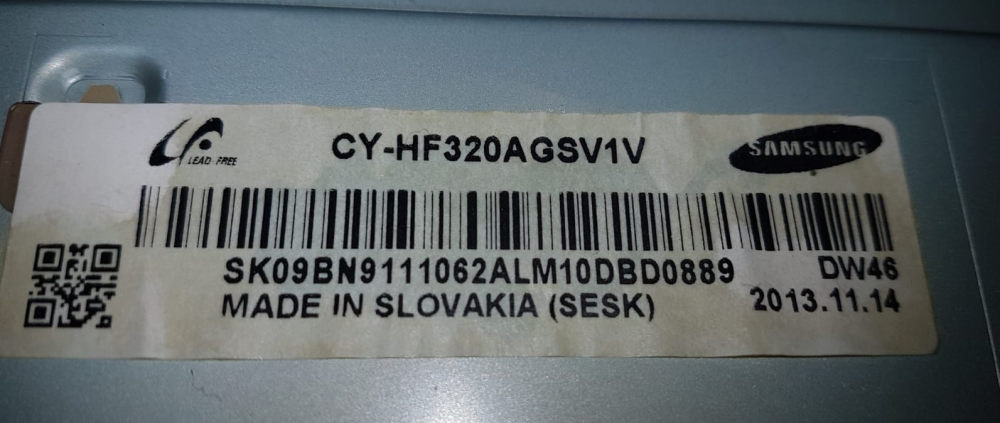 LEAD-FREE
CY-HF320AGSV1V
SAMSUNG
SK09BN9111062ALM10DBD0889
DW46
MADE IN SLOVAKIA (SESK)
2013.11.14